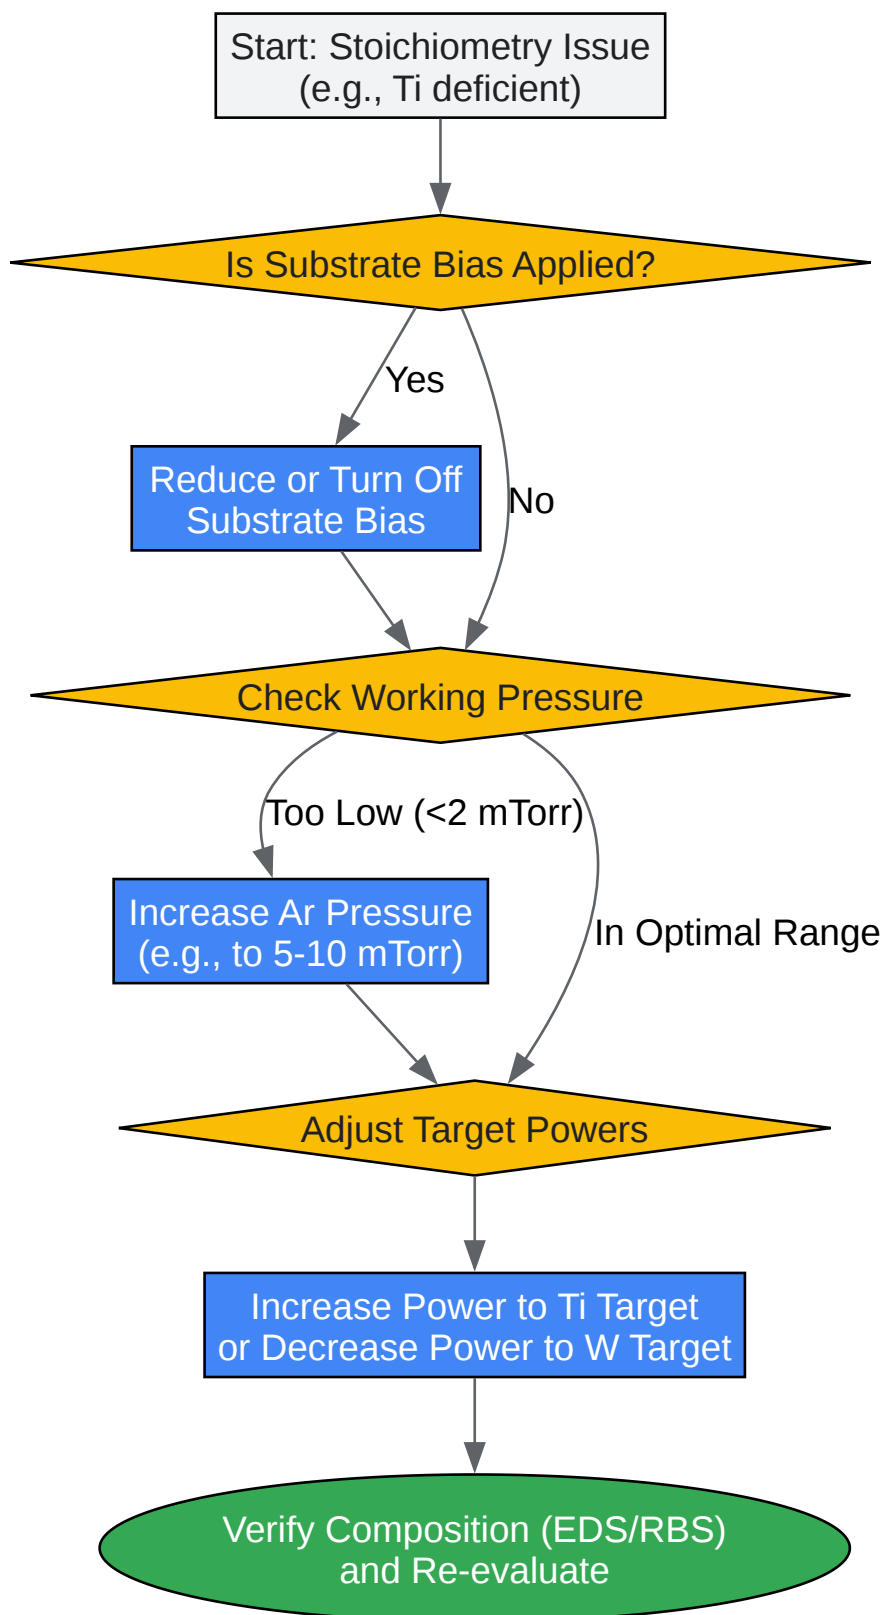 Start: Stoichiometry Issue
(e.g., Ti deficient)
Is Substrate Bias Applied?
Yes
Reduce or Turn Off
Substrate Bias
No
Check Working Pressure
Too Low (<2 mTorr)
Increase Ar Pressure
(e.g., to 5-10 mTorr)
In Optimal Range
Adjust Target Powers
Increase Power to Ti Target
or Decrease Power to W Target
Verify Composition (EDS/RBS)
and Re-evaluate